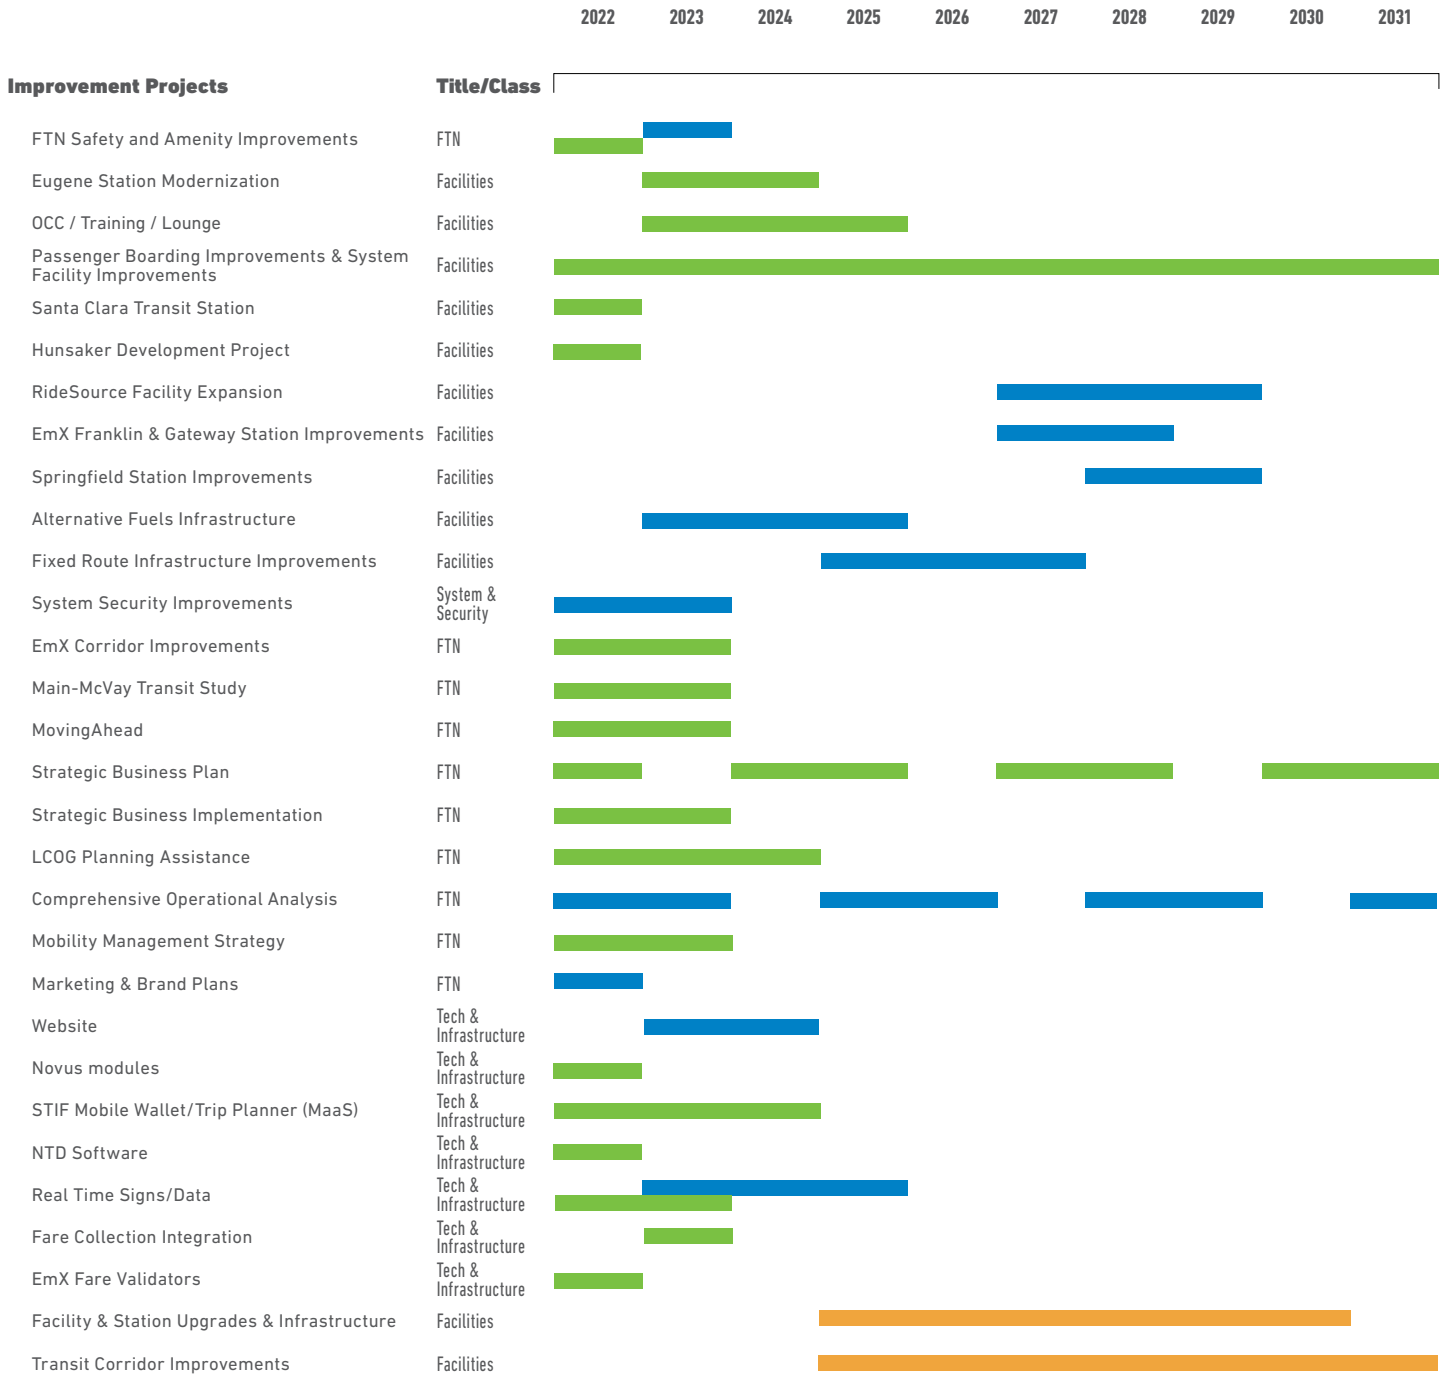 2022 2023 2024 2025 2026 2027 2028 2029 2030 2031
Improvement Projects Title/Class
FTN Safety and Amenity Improvements FTN
Eugene Station Modernization Facilities
OCC / Training / Lounge Facilities
Passenger Boarding Improvements & System
Facility Improvements Facilities
Santa Clara Transit Station Facilities
Hunsaker Development Project Facilities
RideSource Facility Expansion Facilities
EmX Franklin & Gateway Station Improvements Facilities
Springfield Station Improvements Facilities
Alternative Fuels Infrastructure Facilities
Fixed Route Infrastructure Improvements Facilities
System Security Improvements System &
Security
EmX Corridor Improvements FTN
Main-McVay Transit Study FTN
MovingAhead FTN
Strategic Business Plan FTN
Strategic Business Implementation FTN
LCOG Planning Assistance FTN
Comprehensive Operational Analysis FTN
Mobility Management Strategy FTN
Marketing & Brand Plans FTN
Website Tech &
Infrastructure
Novus modules Tech &
Infrastructure
STIF Mobile Wallet/Trip Planner (MaaS) Tech &
Infrastructure
NTD Software Tech &
Infrastructure
Real Time Signs/Data Tech &
Infrastructure
Fare Collection Integration Tech &
Infrastructure
EmX Fare Validators Tech &
Infrastructure
Facility & Station Upgrades & Infrastructure Facilities
Transit Corridor Improvements Facilities